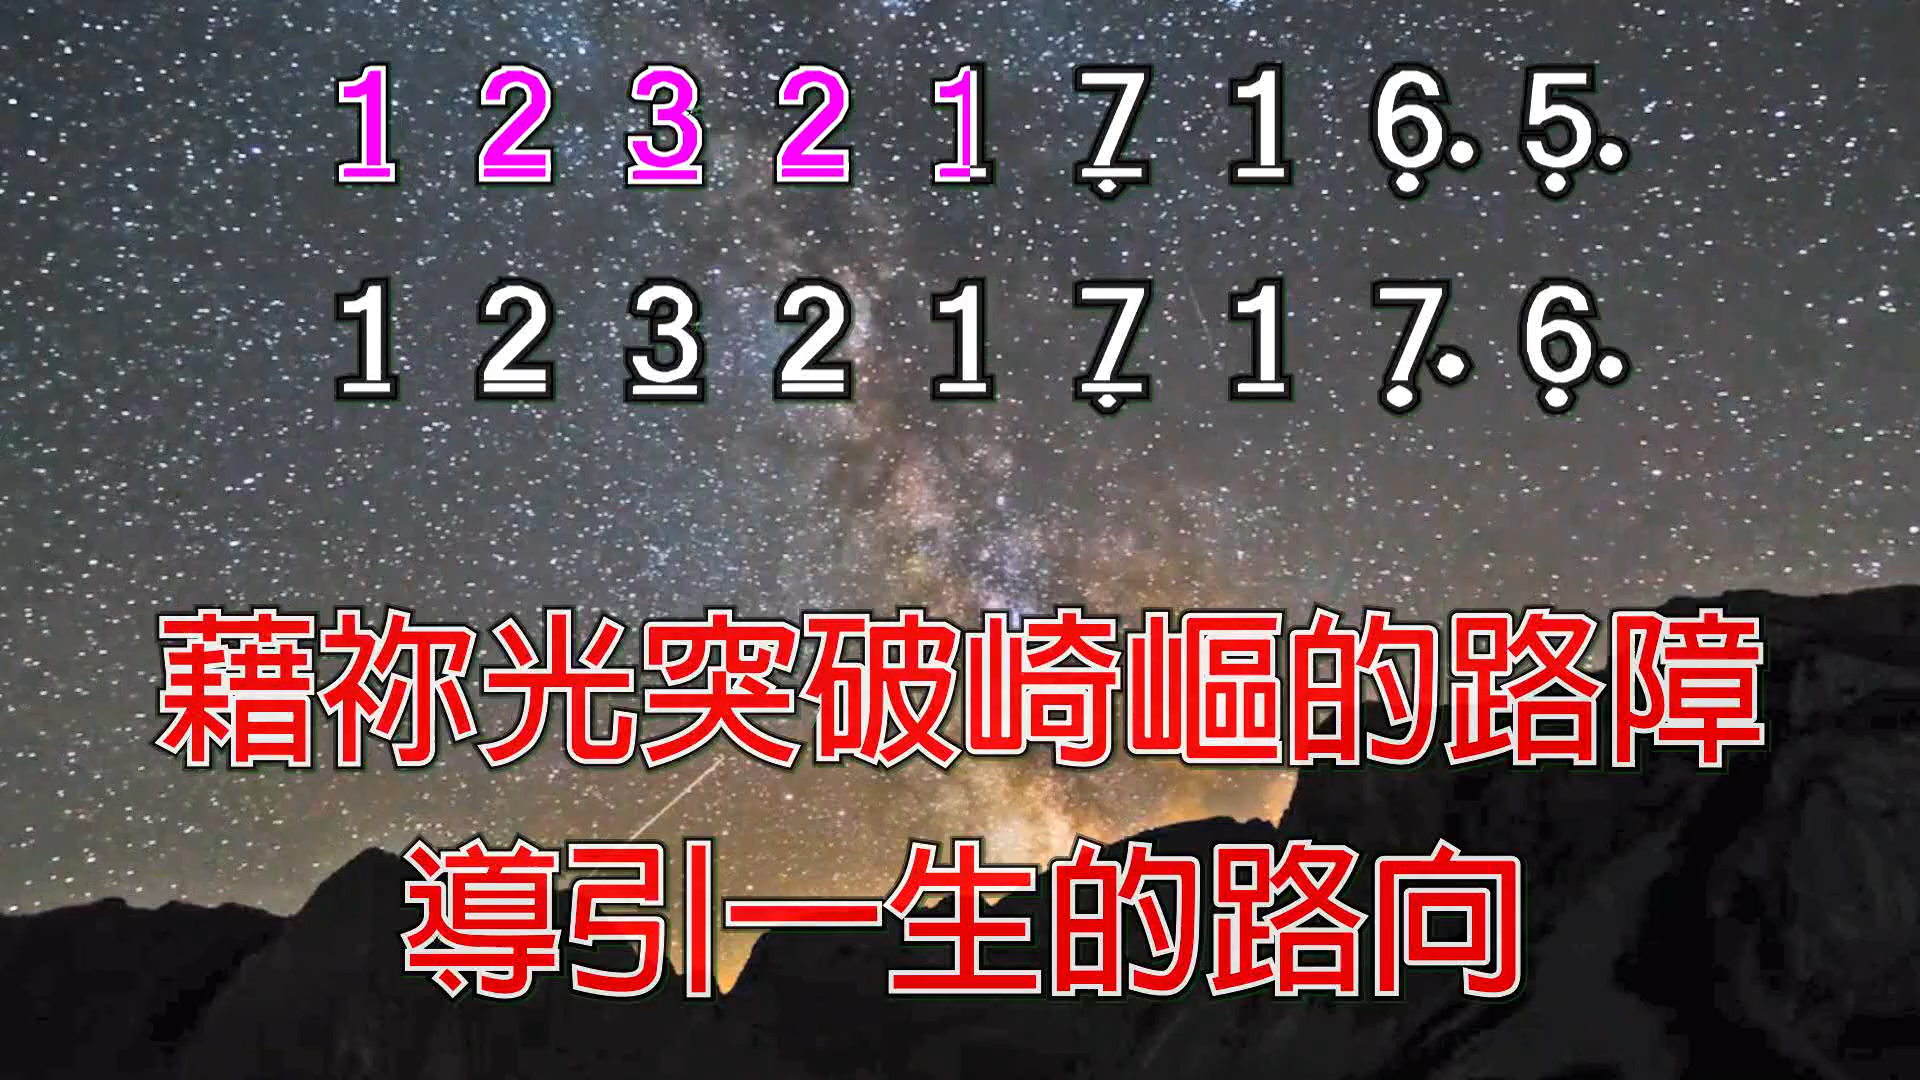 1 2 3 2 1 7 1 6. 5.
1 2 3 2 1 7 1 7. 6.
藉祢光突破崎嶇的路障
導引一生的路向